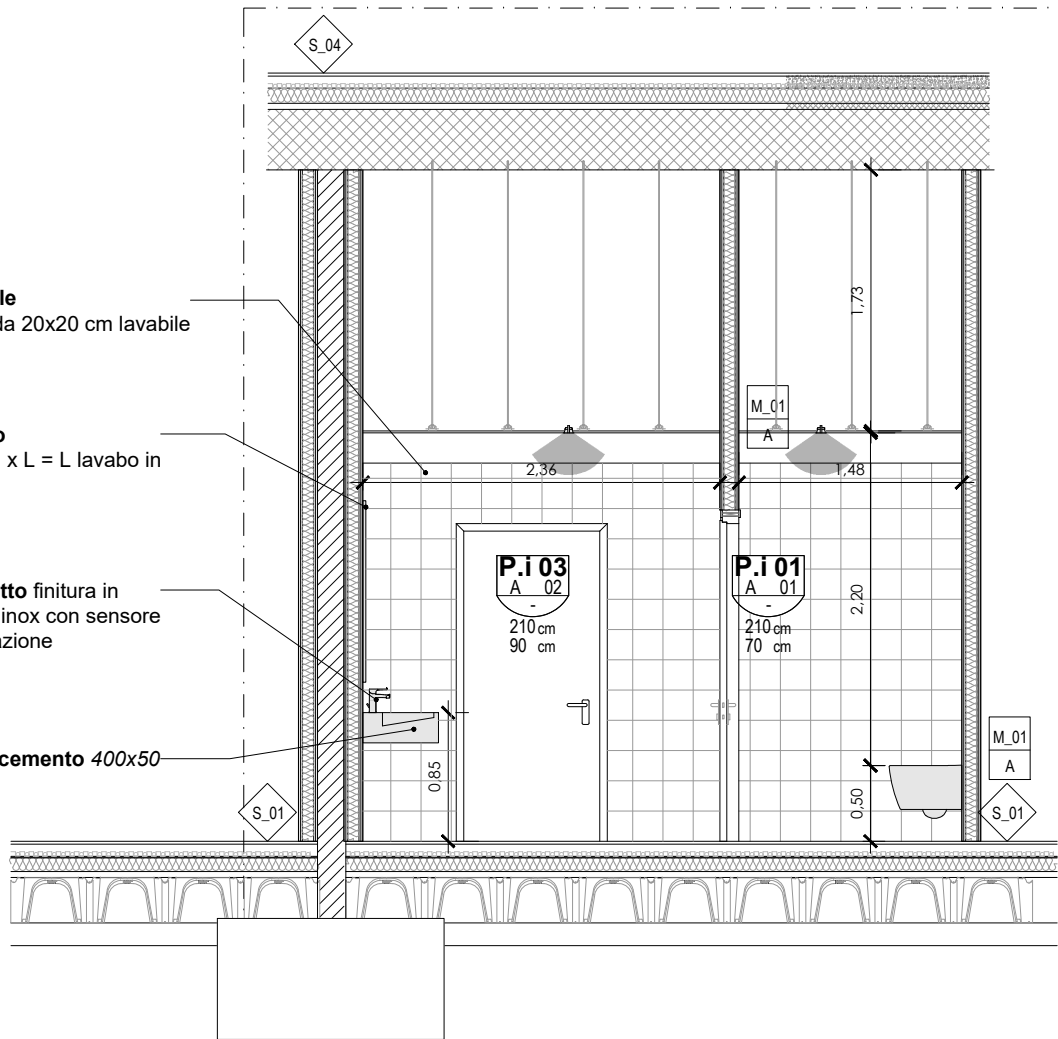 S_04
le
da 20x20 cm lavabile
o
x L = L lavabo in
tto finitura in
inox con sensore
azione
cemento 400x50
1,73
M_01
A
2,36
1,48
P.i 03
A 02
-
210 cm
90 cm
P.i 01
A 01
-
210 cm
70 cm
2,20
0,85
0,50
M_01
A
S_01
S_01